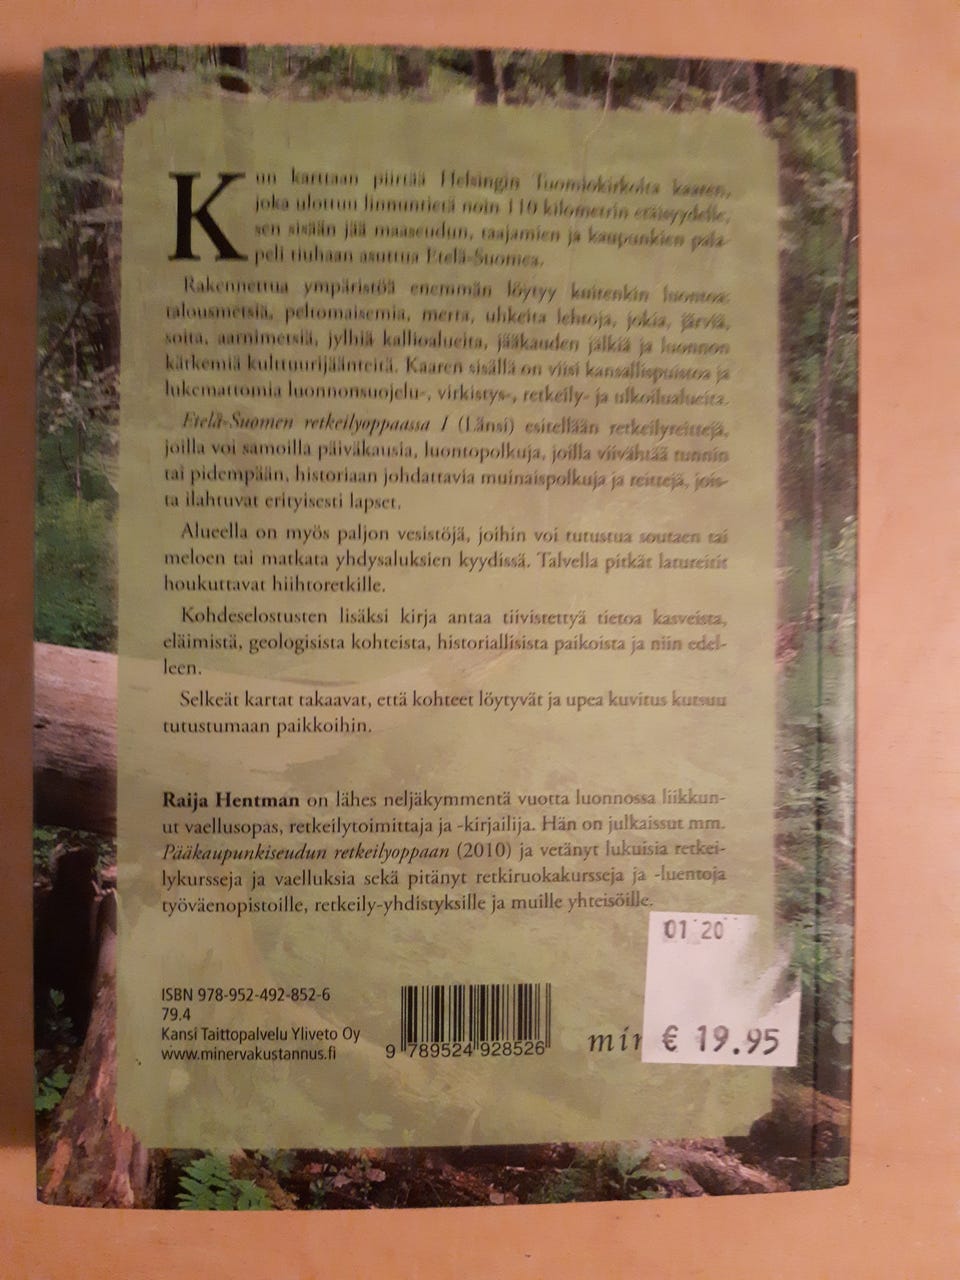 Kun karttaan piirtää Helsingin Tuomiokirkolta kaaren,
joka ulottuu linnuntietä noin 110 kilometrin etäisyydelle,
sen sisään jää maaseudun, taajamien ja kaupunkien pala-
peli tiuhaan asuttua Etelä-Suomea.
Rakennettua ympäristöä enemmän löytyy kuitenkin luontoa:
talousmetsiä, peltomaisemia, merta, uhkeita lehtoja, jokia, järviä,
soita, aarnimetsiä, jylhiä kallioalueita, jääkauden jälkiä ja luonnon
kätkemiä kulttuurijäänteitä. Kaaren sisällä on viisi kansallispuistoa ja
lukemattomia luonnonsuojelu-, virkistys-, retkeily- ja ulkoilualueita.
Etelä-Suomen retkeilyoppaassa I (Länsi) esitellään retkeilyreittejä,
joilla voi samoilla päiväkausia, luontopolkuja, joilla viivähtää tunnin
tai pidempään, historiaan johdattavia muinaispolkuja ja reittejä, jois-
ta ilahtuvat erityisesti lapset.
Alueella on myös paljon vesistöjä, joihin voi tutustua soutaen tai
meloen tai matkata yhdysaluksien kyydissä. Talvella pitkät latureitit
houkuttavat hiihtoretkille.
Kohdeselostusten lisäksi kirja antaa tiivistettyä tietoa kasveista,
eläimistä, geologisista kohteista, historiallisista paikoista ja niin edel-
leen.
Selkeät kartat takaavat, että kohteet löytyvät ja upea kuvitus kutsuu
tutustumaan paikkoihin.
Raija Hentman on lähes neljäkymmentä vuotta luonnossa liikkun-
ut vaellusopas, retkeilytoimittaja ja -kirjailija. Hän on julkaissut mm.
Pääkaupunkiseudun retkeilyoppaan (2010) ja vetänyt lukuisia retkei-
lykursseja ja vaelluksia sekä pitänyt retkiruokakursseja ja -luentoja
työväenopistoille, retkeily-yhdistyksille ja muille yhteisöille.
01 20
ISBN 978-952-492-852-6
79.4
Kansi Taittopalvelu Yliveto Oy
www.minervakustannus.fi
9 789524 928526
min
€ 19.95